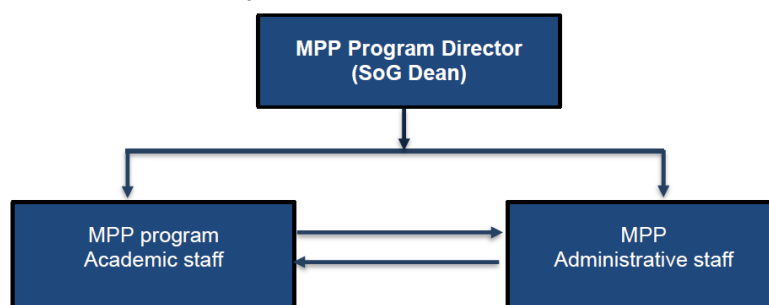 MPP Program Director
(SoG Dean)
MPP program
Academic staff
MPP
Administrative staff